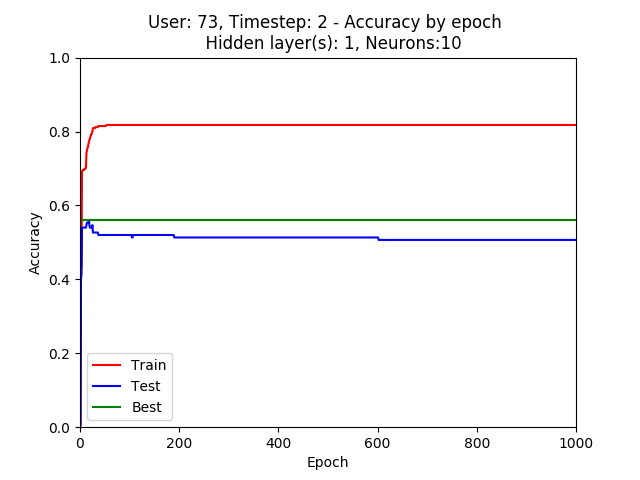 User: 73, Timestep: 2 - Accuracy by epoch
Hidden layer(s): 1, Neurons:10
1.0
0.8
0.6
0.4
0.2
0.0
Accuracy
Train
Test
Best
0 200 400 600 800 1000
Epoch